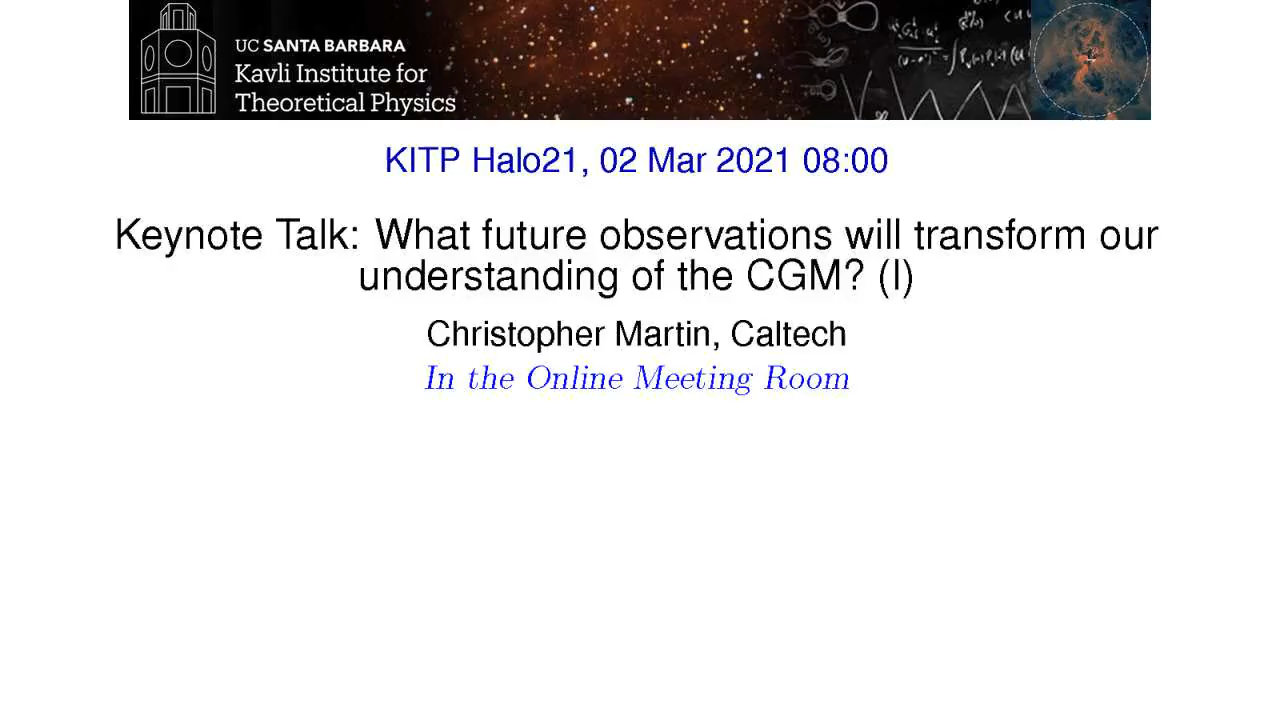 UC SANTA BARBARA
Kavli Institute for
Theoretical Physics
KITP Halo21, 02 Mar 2021 08:00
Keynote Talk: What future observations will transform our
understanding of the CGM? (I)
Christopher Martin, Caltech
In the Online Meeting Room